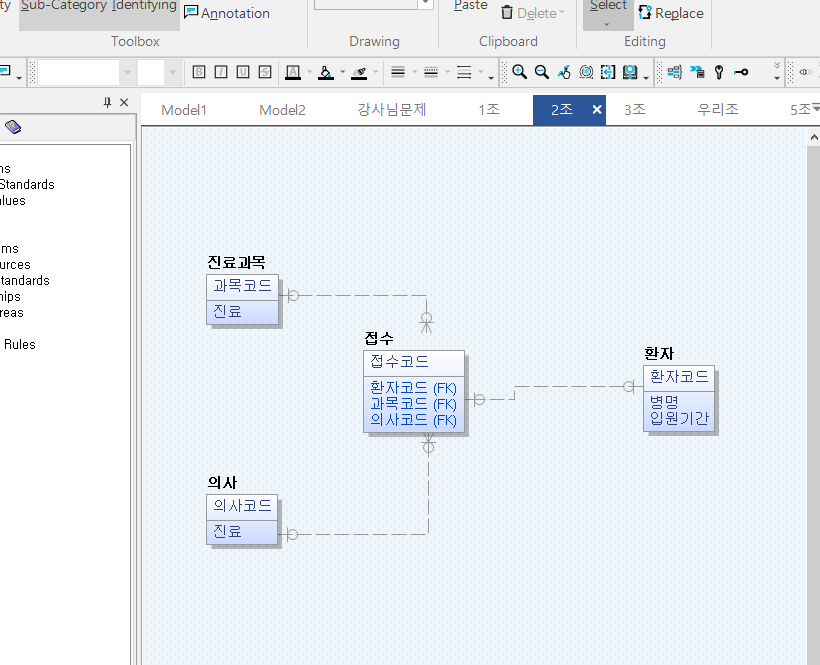 ty Sub-Category Identifying
Annotation
Toolbox
Drawing
Paste
Delete
Clipboard
Select
Replace
Editing
B I U S A
Model1 Model2 강사님문제 1조 2조 3조 우리조 5조
ns
Standards
alues
ms
urces
tandards
hips
reas
Rules
진료과목
과목코드
진료
접수
접수코드
환자코드 (FK)
과목코드 (FK)
의사코드 (FK)
환자
환자코드
병명
입원기간
의사
의사코드
진료